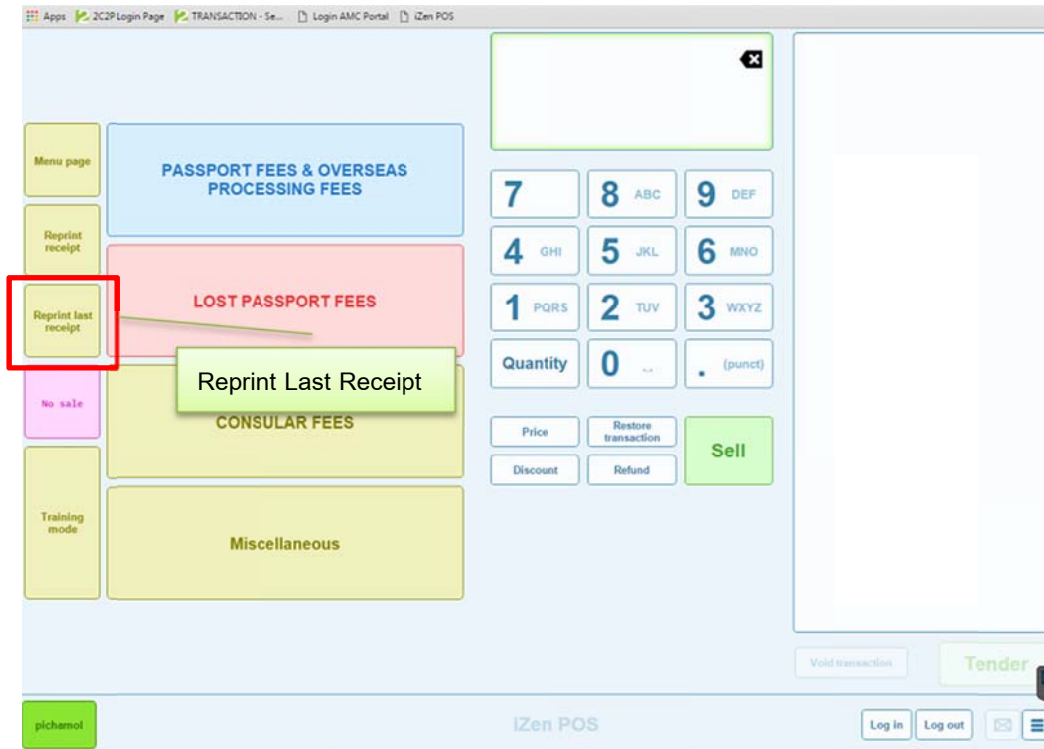 Apps 2C2P Login Page TRANSACTION - Se... Login AMC Portal iZen POS
Menu page
PASSPORT FEES & OVERSEAS
PROCESSING FEES
Reprint
receipt
LOST PASSPORT FEES
Reprint last
receipt
Reprint Last Receipt
No sale
CONSULAR FEES
Training
mode
Miscellaneous
7
8 ABC
9 DEF
4 GHI
5 JKL
6 MNO
1 PQRS
2 TUV
3 WXYZ
Quantity
0
. (punct)
Price
Restore
transaction
Sell
Discount
Refund
Void transaction
Tender
pichamol
iZen POS
Log in
Log out